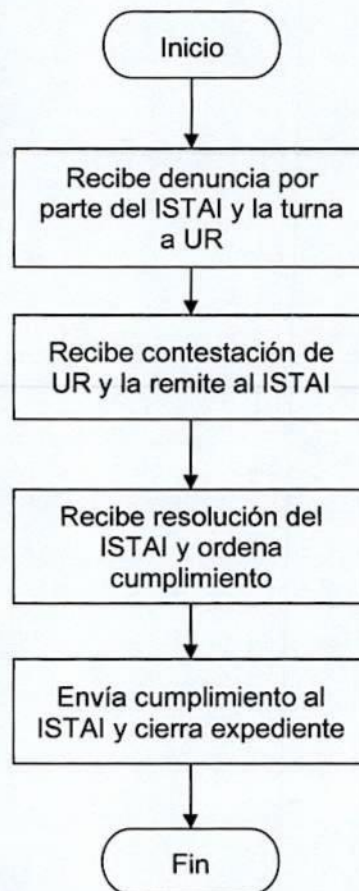 Inicio
Recibe denuncia por
parte del ISTAI y la turna
a UR
Recibe contestación de
UR y la remite al ISTAI
Recibe resolución del
ISTAI y ordena
cumplimiento
Envía cumplimiento al
ISTAI y cierra expediente
Fin